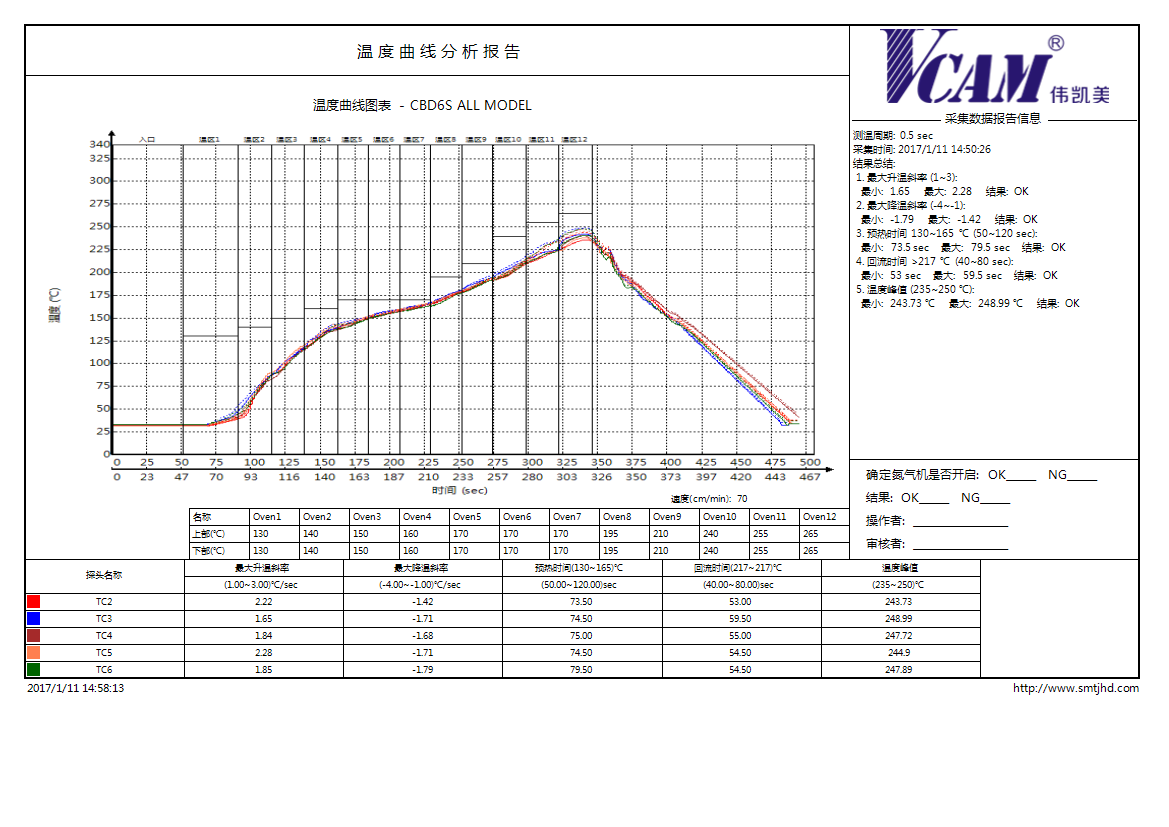 温度曲线分析报告
VCAM®
伟凯美
温度曲线图表 - CBD6S ALL MODEL
入口 温区1 温区2 温区3 温区4 温区5 温区6 温区7 温区8 温区9 温区10 温区11 温区12
340
325
300
275
250
225
200
175
150
125
100
75
50
25
0
温度 (℃)
0 25 50 75 100 125 150 175 200 225 250 275 300 325 350 375 400 425 450 475 500
0 23 47 70 93 116 140 163 187 210 233 257 280 303 327 350 373 397 420 442 467
时间 (sec)
速度(cm/min): 70
名称 Oven1 Oven2 Oven3 Oven4 Oven5 Oven6 Oven7 Oven8 Oven9 Oven10 Oven11 Oven12
上部(℃) 130 140 150 160 170 170 170 195 210 240 255 265
下部(℃) 130 140 150 160 170 170 170 195 210 240 255 265
采集数据报告信息
测温周期: 0.5 sec
采集时间: 2017/1/11 14:50:26
结果总结:
1. 最大升温斜率 (1~3):
最小: 1.65 最大: 2.28 结果: OK
2. 最大降温斜率 (-4~-1):
最小: -1.79 最大: -1.42 结果: OK
3. 预热时间 130~165 ℃ (50~120 sec):
最小: 73.5 sec 最大: 79.5 sec 结果: OK
4. 回流时间 >217 ℃ (40~80 sec):
最小: 53 sec 最大: 59.5 sec 结果: OK
5. 温度峰值 (235~250 ℃):
最小: 243.73 ℃ 最大: 248.99 ℃ 结果: OK
确定氮气机是否开启: OK_____ NG_____
结果: OK_____ NG_____
操作者: ________________
审核者: ________________
探头名称 最大升温斜率 最大降温斜率 预热时间(130~165)℃ 回流时间(217~217)℃ 温度峰值
(1.00~3.00)℃/sec (-4.00~-1.00)℃/sec (50.00~120.00)sec (40.00~80.00)sec (235~250)℃
TC2 2.22 -1.42 73.50 53.00 243.73
TC3 1.65 -1.71 74.50 59.50 248.99
TC4 1.84 -1.68 75.00 55.00 247.72
TC5 2.28 -1.71 74.50 54.50 244.9
TC6 1.85 -1.79 79.50 54.50 247.89
2017/1/11 14:58:13
http://www.smtjhd.com